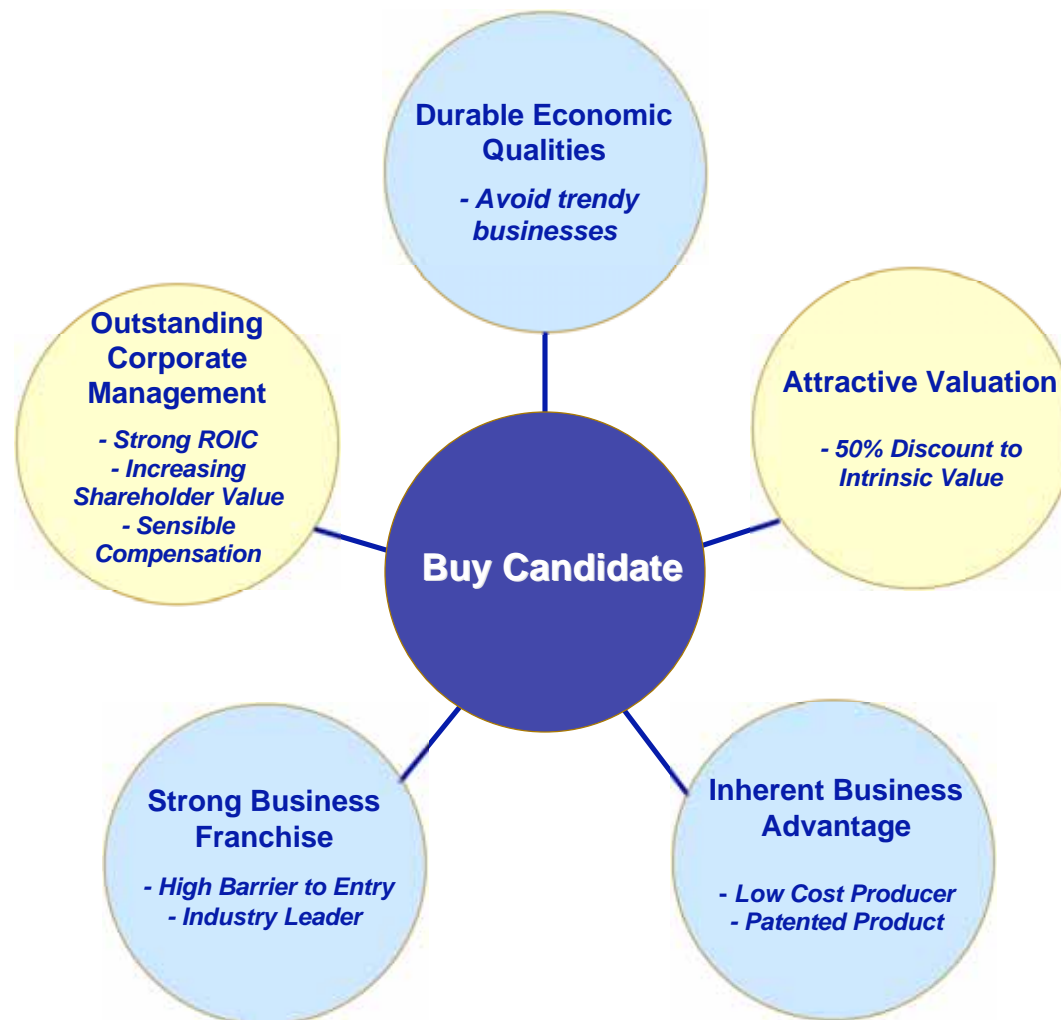 Durable Economic
Qualities
- Avoid trendy
businesses
Outstanding
Corporate
Management
- Strong ROIC
- Increasing
Shareholder Value
- Sensible
Compensation
Attractive Valuation
- 50% Discount to
Intrinsic Value
Buy Candidate
Strong Business
Franchise
- High Barrier to Entry
- Industry Leader
Inherent Business
Advantage
- Low Cost Producer
- Patented Product